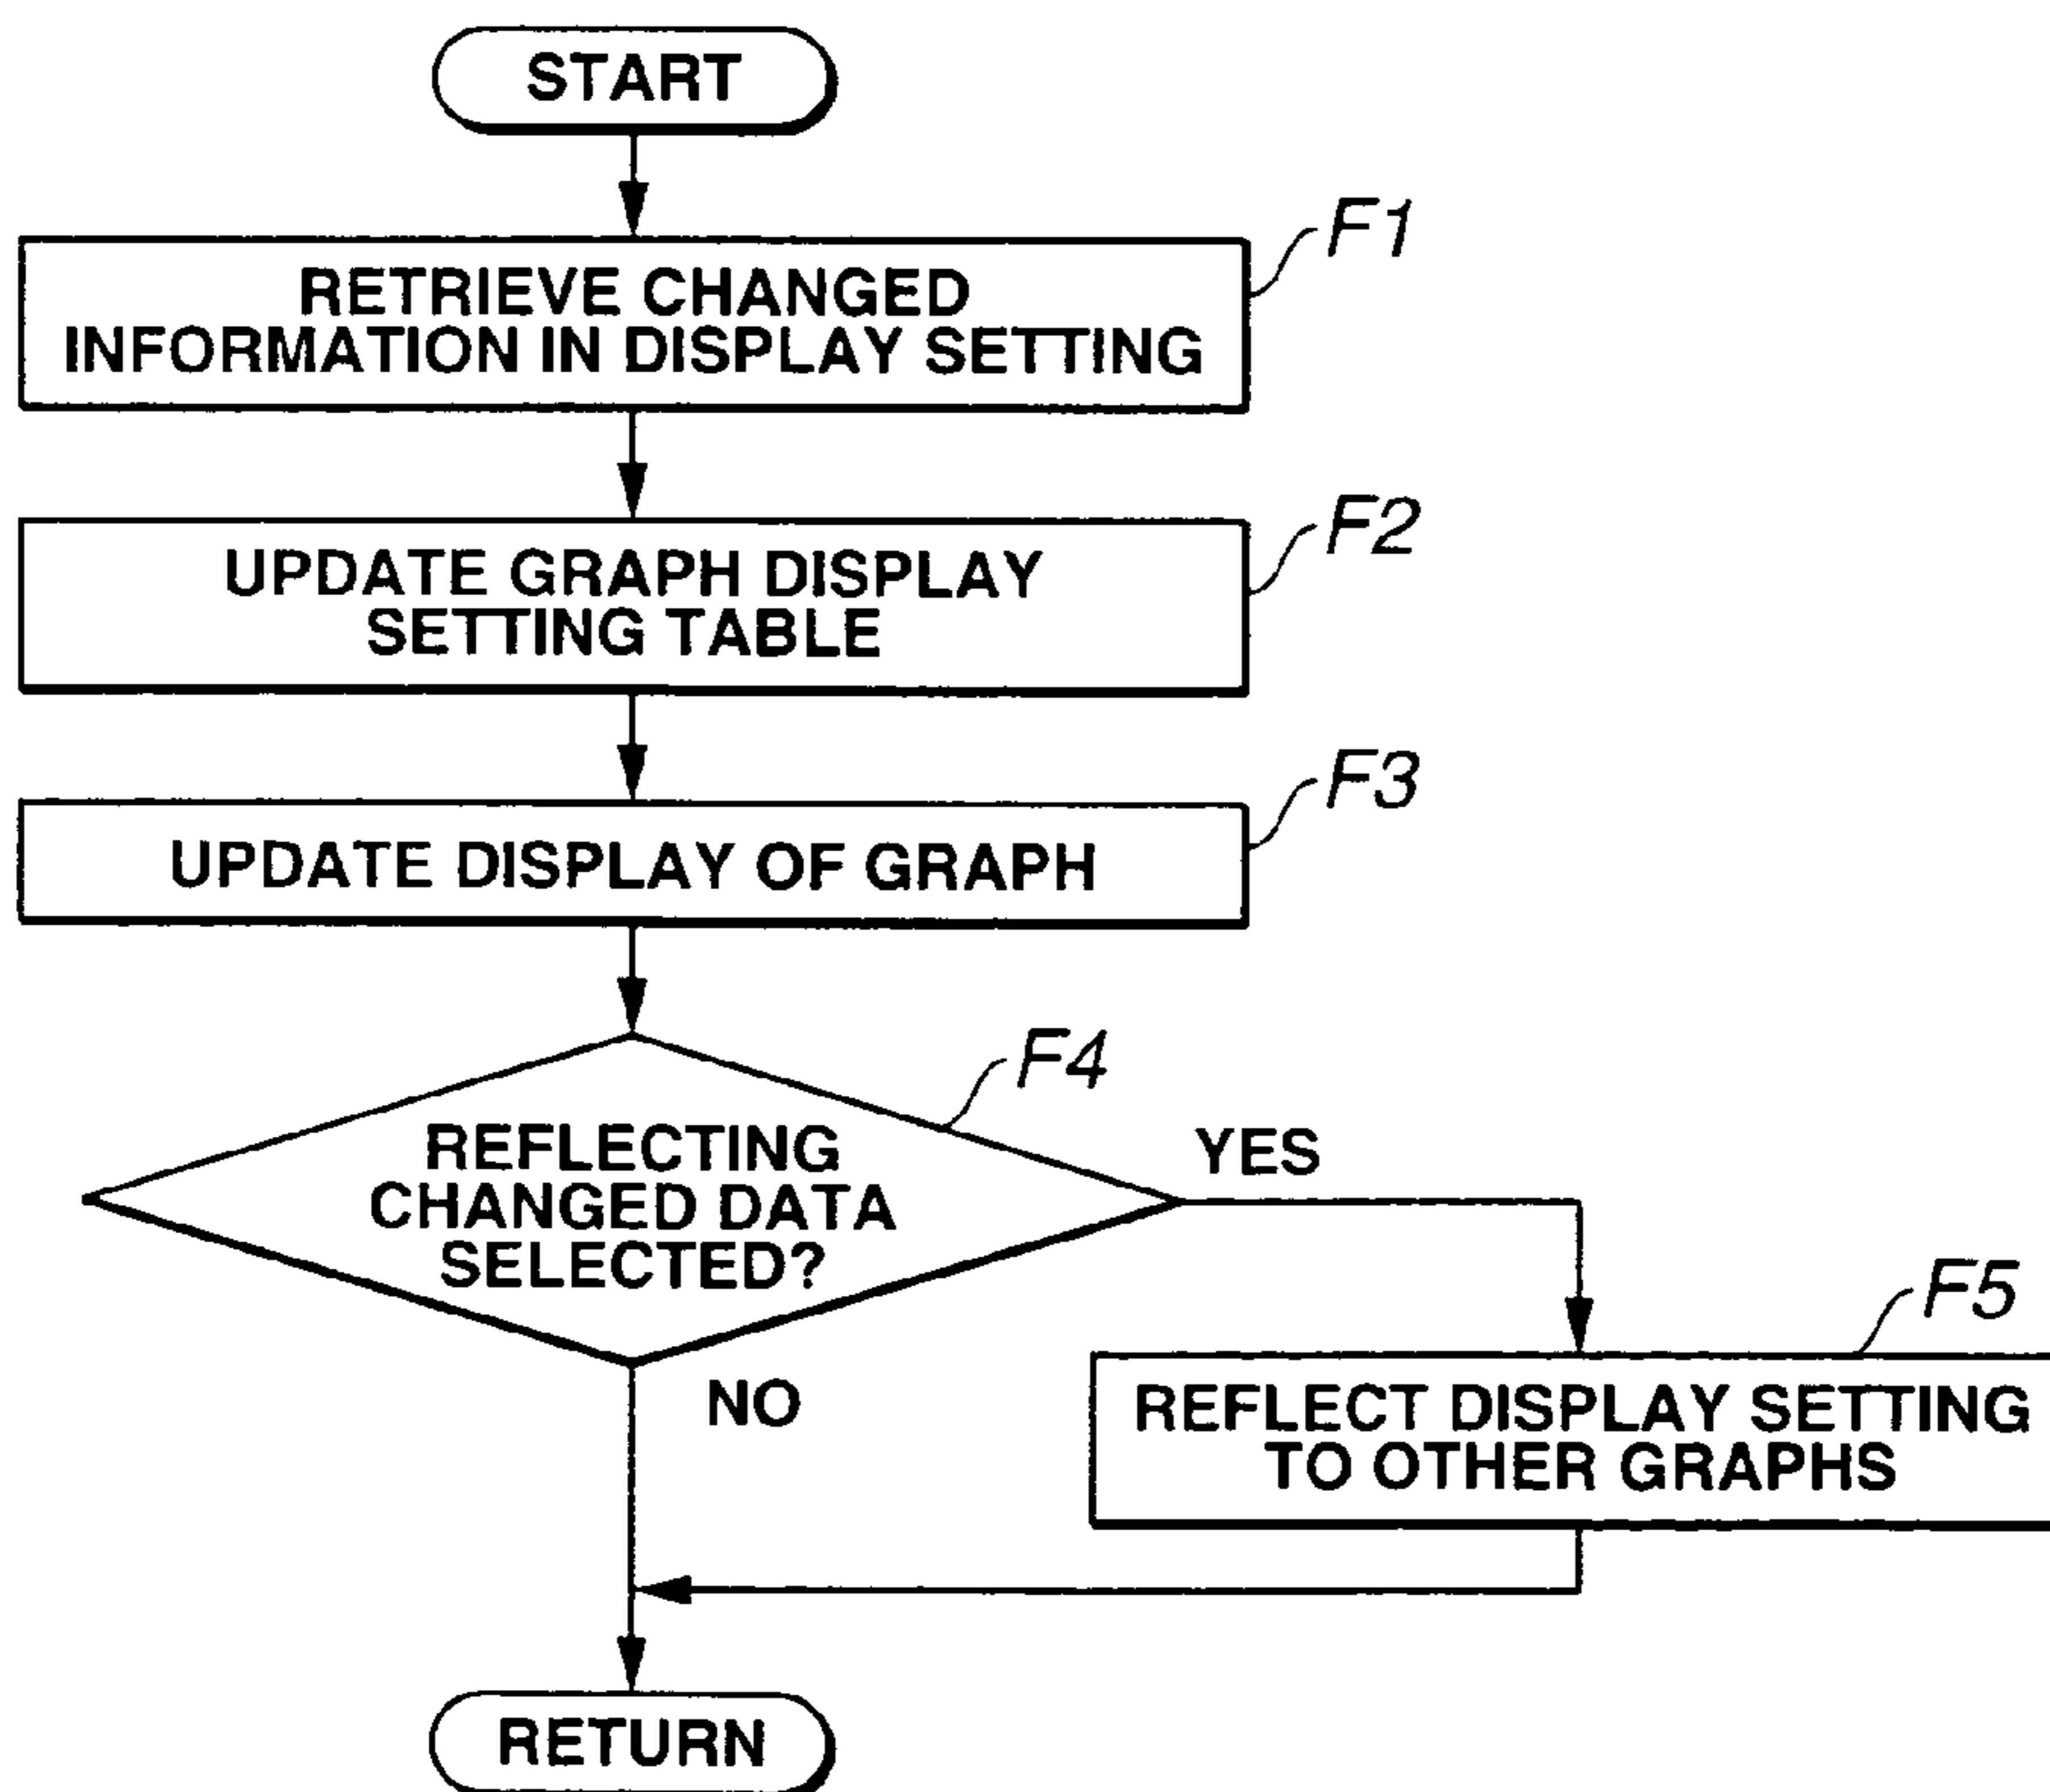 START
F1
RETRIEVE CHANGED
INFORMATION IN DISPLAY SETTING
F2
UPDATE GRAPH DISPLAY
SETTING TABLE
F3
UPDATE DISPLAY OF GRAPH
F4
REFLECTING
CHANGED DATA
SELECTED?
YES
NO
F5
REFLECT DISPLAY SETTING
TO OTHER GRAPHS
RETURN